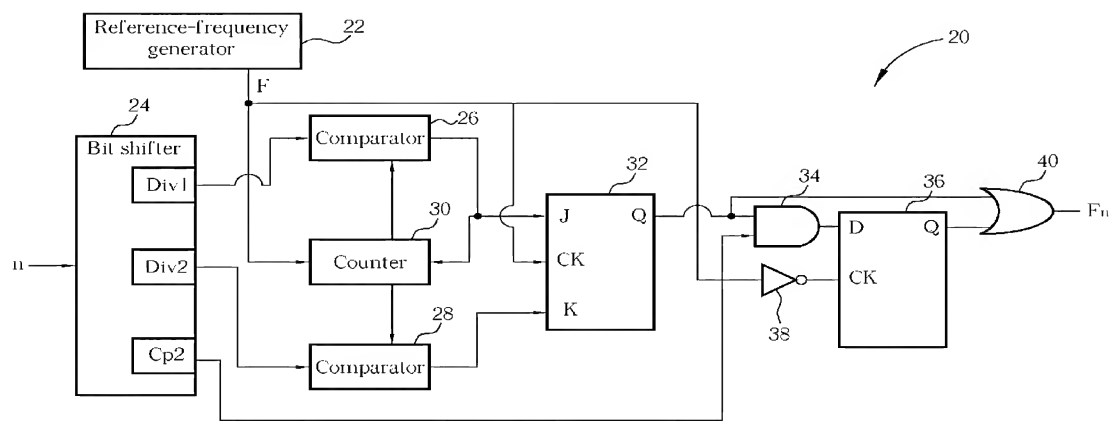 Reference-frequency
generator
22
20
F
24
Bit shifter
Div1
Div2
Cp2
n
26
Comparator
30
Counter
28
Comparator
32
J
Q
CK
K
34
36
D
Q
CK
38
40
Fn